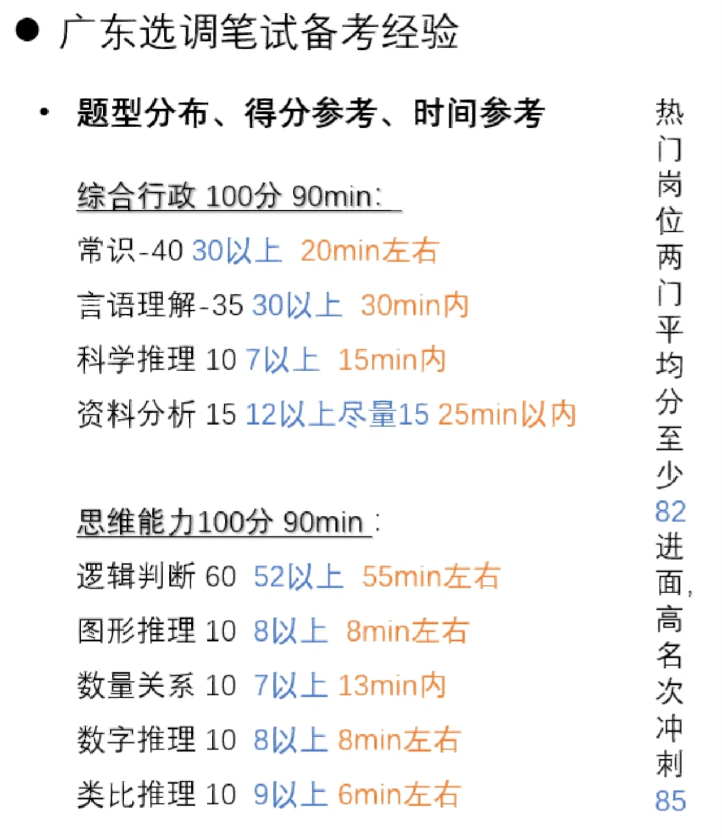 ● 广东选调笔试备考经验
• 题型分布、得分参考、时间参考
综合行政 100分 90min：
常识-40 30以上 20min左右
言语理解-35 30以上 30min内
科学推理 10 7以上 15min内
资料分析 15 12以上尽量15 25min以内
思维能力100分 90min：
逻辑判断 60 52以上 55min左右
图形推理 10 8以上 8min左右
数量关系 10 7以上 13min内
数字推理 10 8以上 8min左右
类比推理 10 9以上 6min左右
热门岗位两门平均分至少82进面，高名次冲刺85